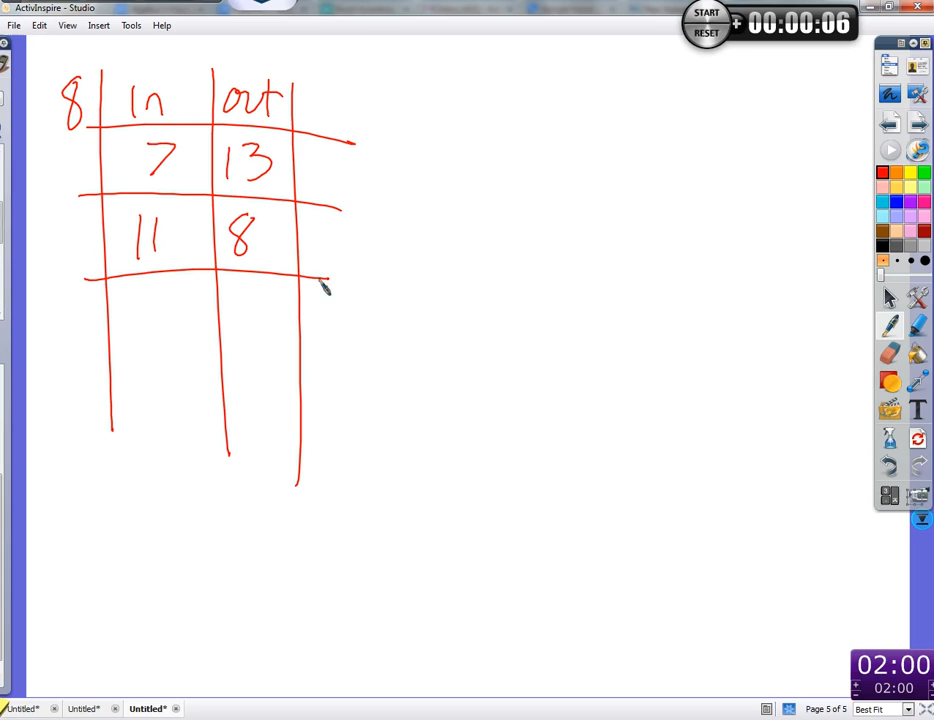 ActivInspire - Studio
START
RESET
+
00:00:06
File Edit View Insert Tools Help
8 In out
7 13
11 8
02:00
02:00
Untitled* Untitled* Untitled*
Page 5 of 5 Best Fit